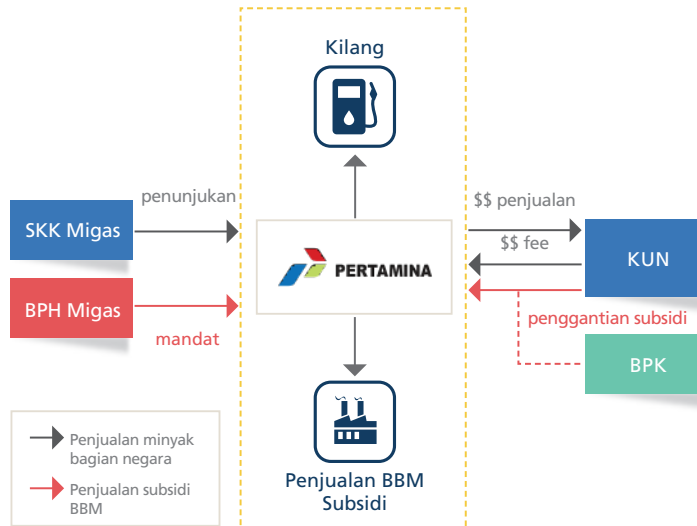 Kilang
penunjukan
SKK Migas
BPH Migas
mandat
PERTAMINA
$$ penjualan
$$ fee
KUN
penggantian subsidi
BPK
Penjualan BBM
Subsidi
Penjualan minyak
bagian negara
Penjualan subsidi
BBM